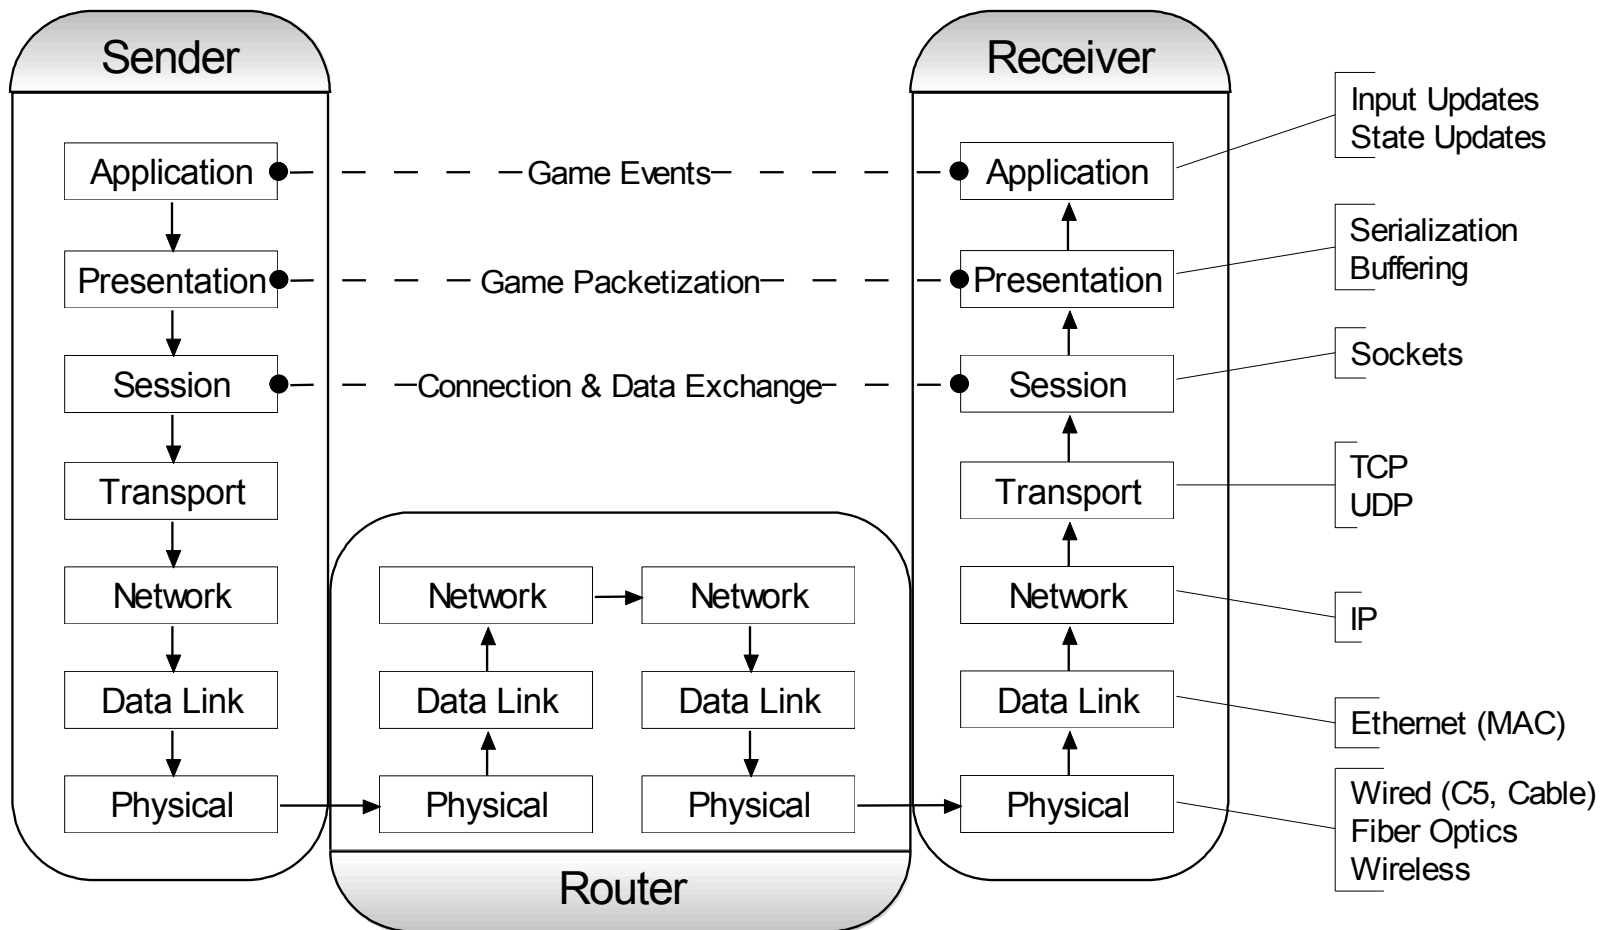 Sender
Receiver
Application
Game Events
Application
Input Updates
State Updates
Presentation
Game Packetization
Presentation
Serialization
Buffering
Session
Connection & Data Exchange
Session
Sockets
Transport
Transport
TCP
UDP
Network
Network
Network
Network
IP
Data Link
Data Link
Data Link
Data Link
Ethernet (MAC)
Physical
Physical
Physical
Physical
Wired (C5, Cable)
Fiber Optics
Wireless
Router